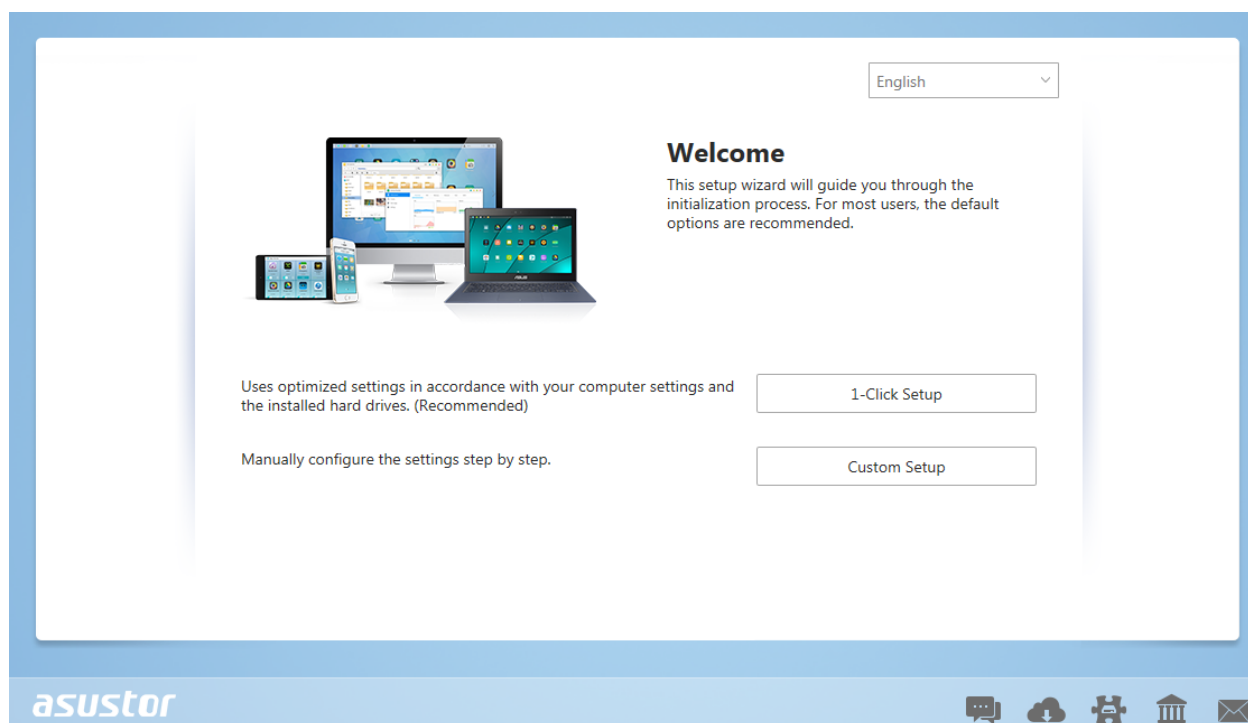 English
Welcome
This setup wizard will guide you through the
initialization process. For most users, the default
options are recommended.
Uses optimized settings in accordance with your computer settings and
the installed hard drives. (Recommended)
1-Click Setup
Manually configure the settings step by step.
Custom Setup
asustor